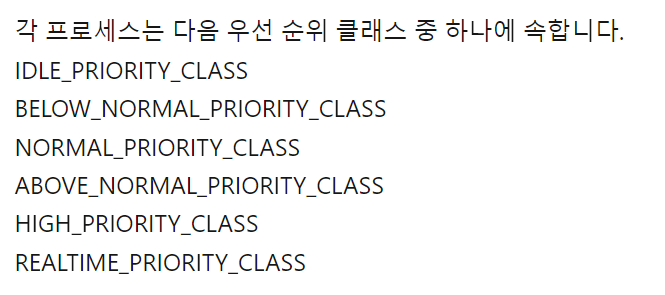 각 프로세스는 다음 우선 순위 클래스 중 하나에 속합니다.
IDLE_PRIORITY_CLASS
BELOW_NORMAL_PRIORITY_CLASS
NORMAL_PRIORITY_CLASS
ABOVE_NORMAL_PRIORITY_CLASS
HIGH_PRIORITY_CLASS
REALTIME_PRIORITY_CLASS